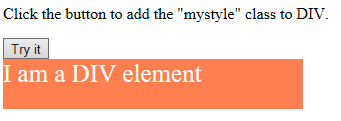 Click the button to add the "mystyle" class to DIV.
Try it
I am a DIV element